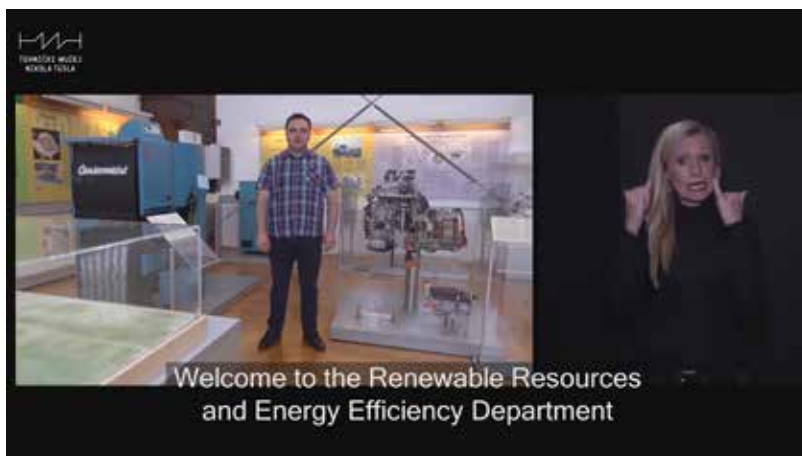 TEHNIČKI MUZEJ
NIKOLA TESLA
Welcome to the Renewable Resources
and Energy Efficiency Department